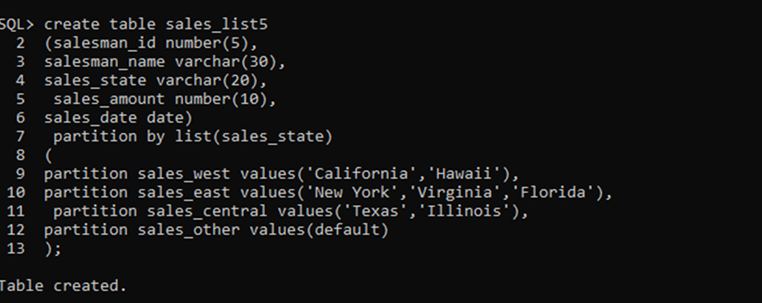 SQL> create table sales_list5
2 (salesman_id number(5),
3 salesman_name varchar(30),
4 sales_state varchar(20),
5 sales_amount number(10),
6 sales_date date)
7 partition by list(sales_state)
8 (
9 partition sales_west values('California','Hawaii'),
10 partition sales_east values('New York','Virginia','Florida'),
11 partition sales_central values('Texas','Illinois'),
12 partition sales_other values(default)
13 );
Table created.